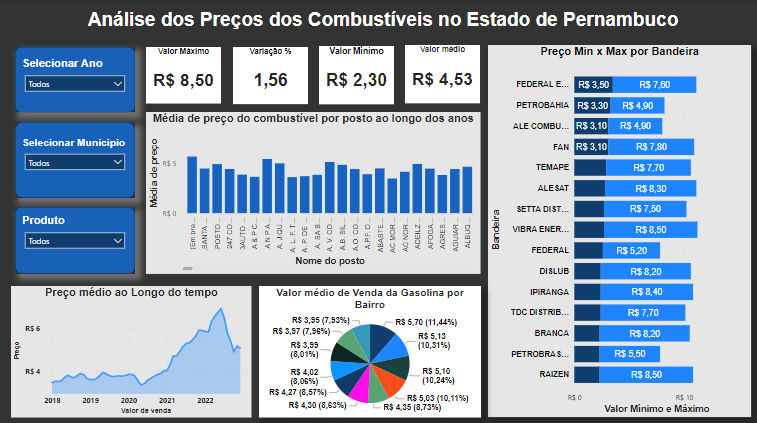 Análise dos Preços dos Combustíveis no Estado de Pernambuco
Selecionar Ano
Todos
Selecionar Municipio
Todos
Produto
Todos
Valor Máximo
R$ 8,50
Variação %
1,56
Valor Mínimo
R$ 2,30
Valor médio
R$ 4,53
Média de preço do combustível por posto ao longo dos anos
Média de preço
R$ 5
R$ 0
(Em bra...
.SANTA ...
.POSTO ...
247 CO...
3AUTO ...
A & P C...
A N P A...
A. J QU...
A. L. F. T...
A. P. DE ...
A. SA B...
A. V. CO...
A.B. SIL...
A.O. CO...
A.P.F. D...
ABASTE...
AC MOR...
AC MOR...
ADEILZ...
AFOGA...
AGRES...
AGUIAR...
ALBUQ...
Nome do posto
Preço médio ao Longo do tempo
Preço
R$ 6
R$ 4
2018
2019
2020
2021
2022
Valor da venda
Valor médio de Venda da Gasolina por
Bairro
R$ 5,70 (11,44%)
R$ 5,13
(10,31%)
R$ 5,10
(10,24%)
R$ 5,03 (10,11%)
R$ 4,35 (8,73%)
R$ 4,30 (8,63%)
R$ 4,27 (8,57%)
R$ 4,02
(8,06%)
R$ 3,99
(8,01%)
R$ 3,97 (7,96%)
R$ 3,95 (7,93%)
Preço Min x Max por Bandeira
Bandeira
FEDERAL E... R$ 3,50 R$ 7,60
PETROBAHIA R$ 3,30 R$ 4,90
ALE COMBU... R$ 3,10 R$ 4,90
FAN R$ 3,10 R$ 7,80
TEMAPE R$ 7,70
ALESAT R$ 8,30
SETTA DIST... R$ 7,50
VIBRA ENER... R$ 8,50
FEDERAL R$ 5,20
DISLUB R$ 8,20
IPIRANGA R$ 8,40
TDC DISTRIB... R$ 7,70
BRANCA R$ 8,20
PETROBRAS... R$ 5,50
RAIZEN R$ 8,50
R$ 0
R$ 10
Valor Mínimo e Máximo